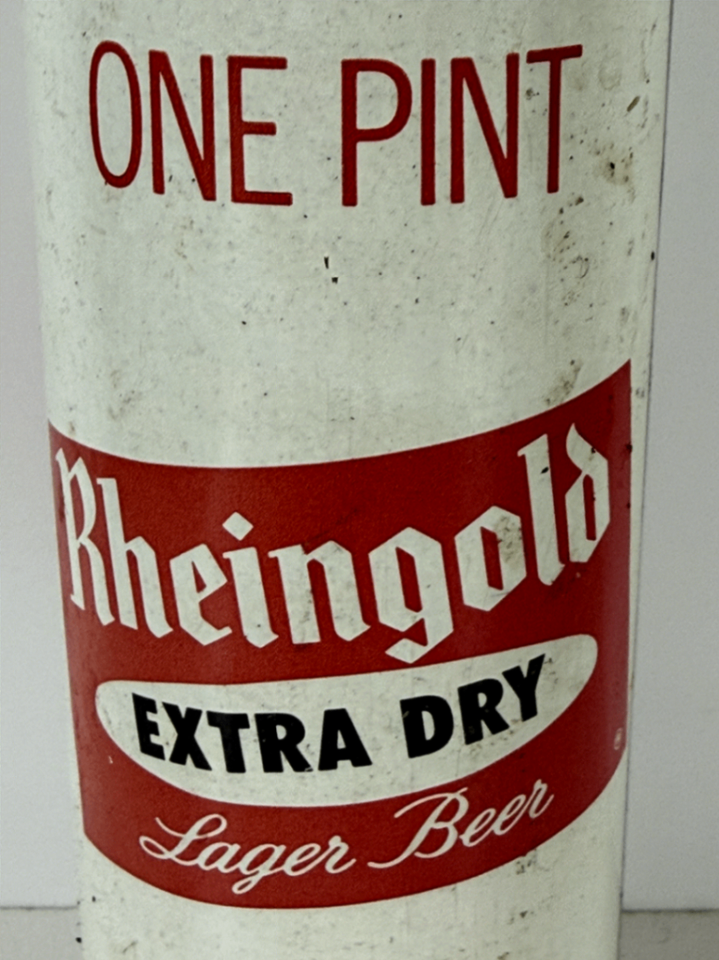 ONE PINT
Rheingold
EXTRA DRY
Lager Beer
®